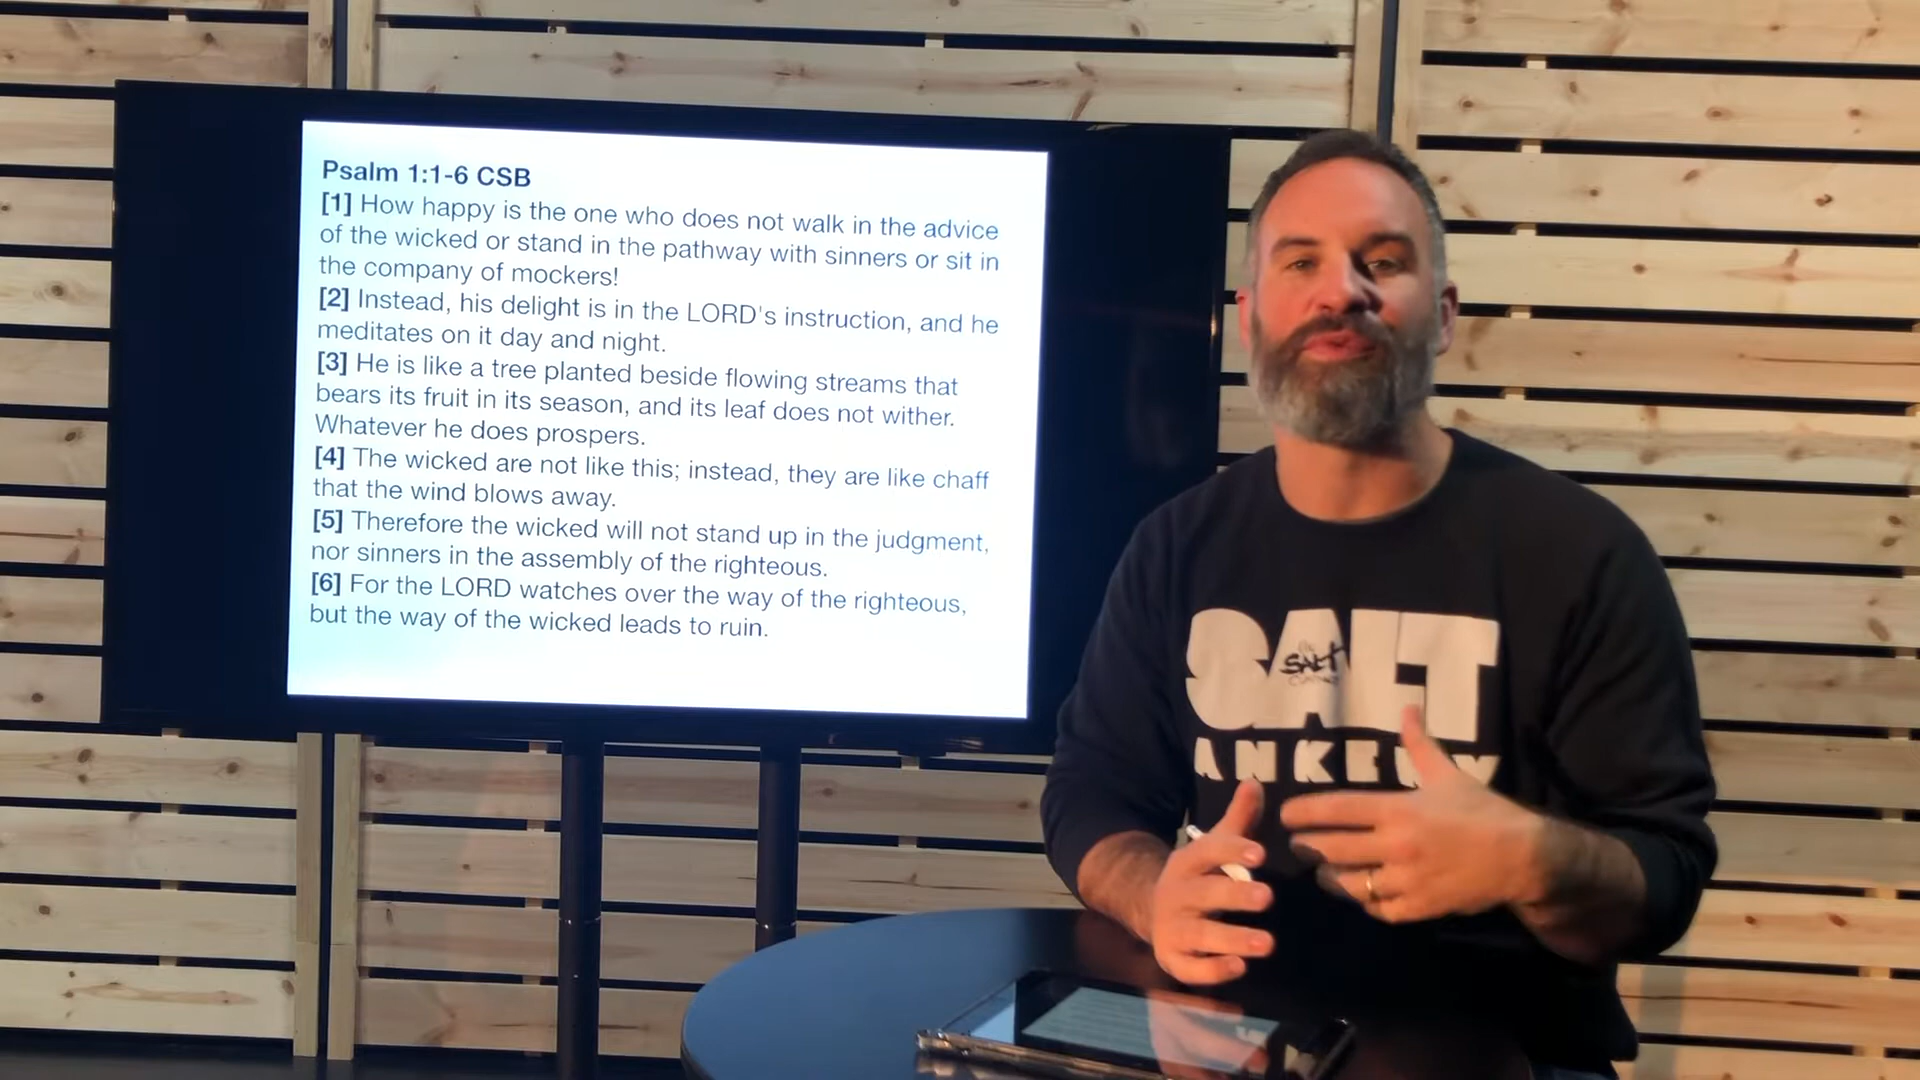 Psalm 1:1-6 CSB
[1] How happy is the one who does not walk in the advice
of the wicked or stand in the pathway with sinners or sit in
the company of mockers!
[2] Instead, his delight is in the LORD's instruction, and he
meditates on it day and night.
[3] He is like a tree planted beside flowing streams that
bears its fruit in its season, and its leaf does not wither.
Whatever he does prospers.
[4] The wicked are not like this; instead, they are like chaff
that the wind blows away.
[5] Therefore the wicked will not stand up in the judgment,
nor sinners in the assembly of the righteous.
[6] For the LORD watches over the way of the righteous,
but the way of the wicked leads to ruin.
SALT
SALT
ANKENY